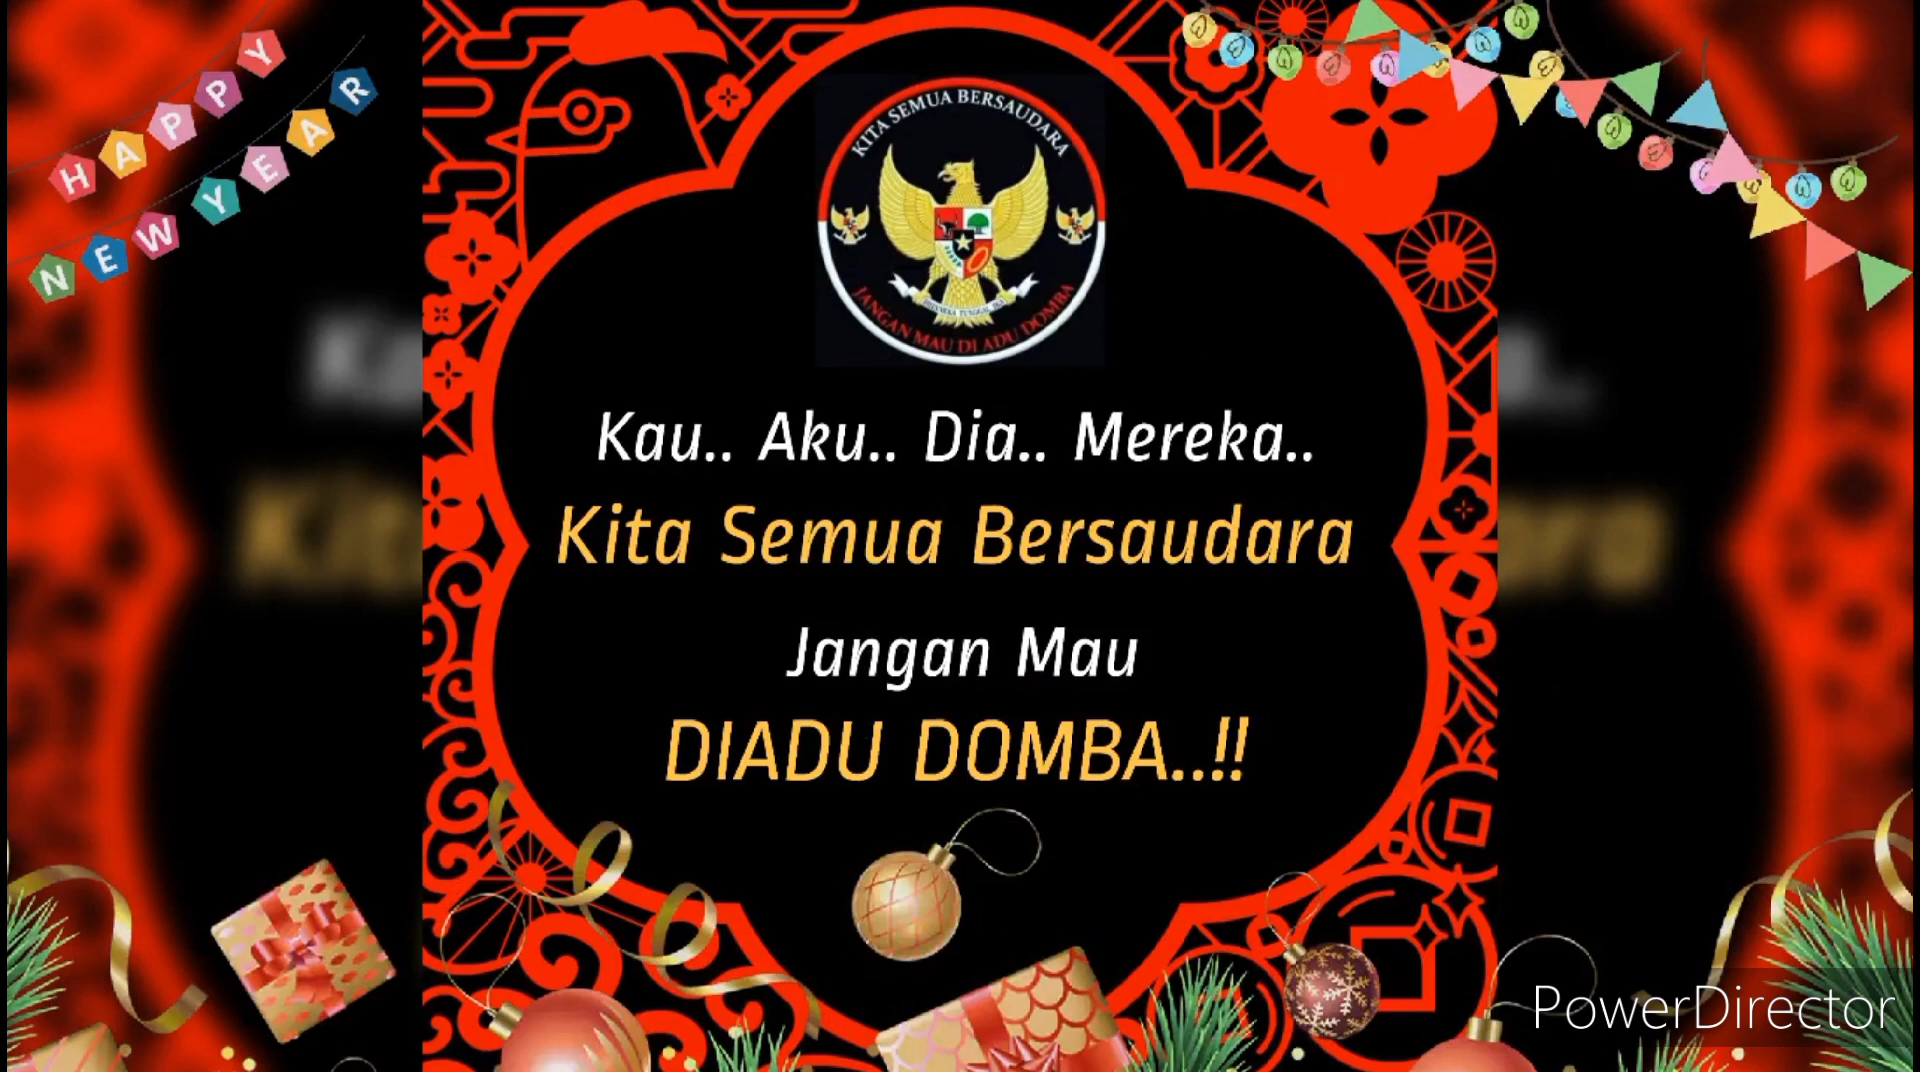 HAPPY
NEW YEAR
KITA SEMUA BERSAUDARA
JANGAN MAU DI ADU DOMBA
Kau.. Aku.. Dia.. Mereka..
Kita Semua Bersaudara
Jangan Mau
DIADU DOMBA..!!
PowerDirector